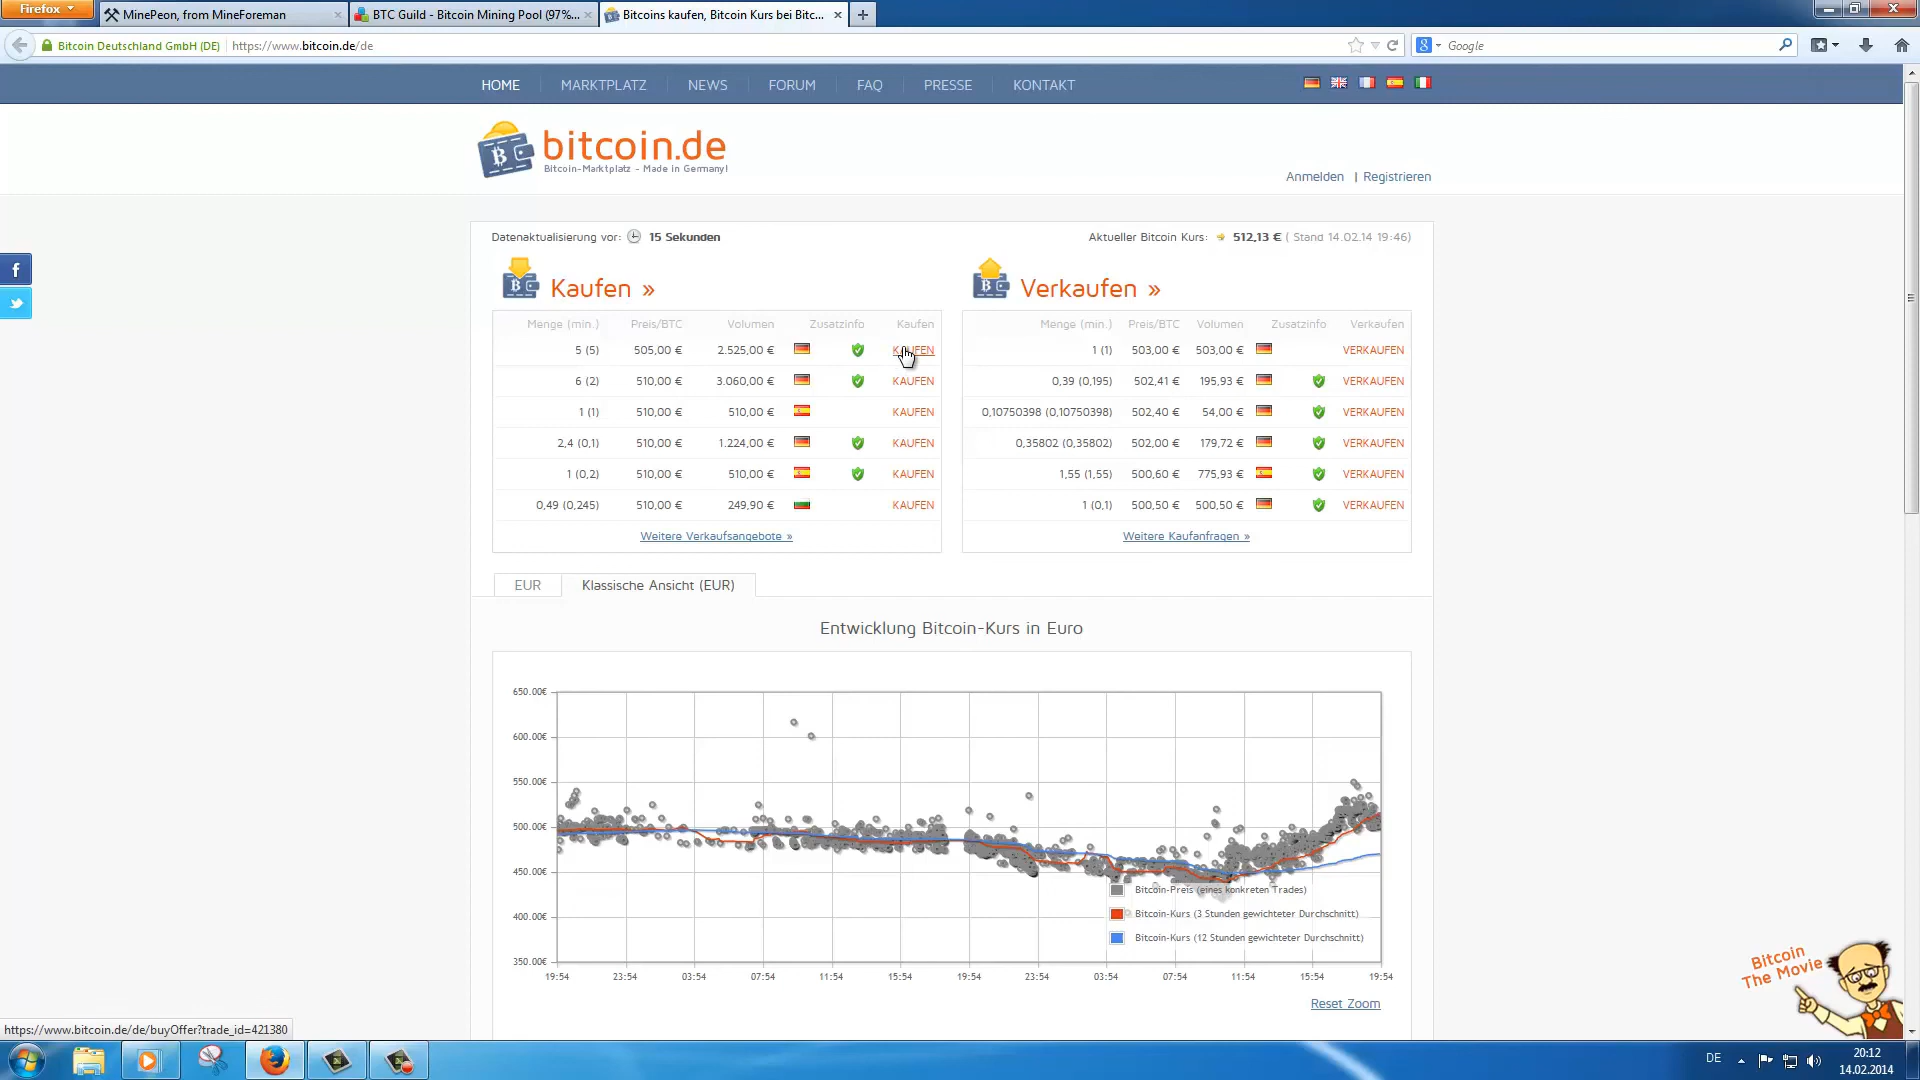 Firefox
MinePeon, from MineForeman
BTC Guild - Bitcoin Mining Pool (97%...
Bitcoins kaufen, Bitcoin Kurs bei Bitc...
Bitcoin Deutschland GmbH (DE) https://www.bitcoin.de/de
Google
HOME MARKTPLATZ NEWS FORUM FAQ PRESSE KONTAKT
bitcoin.de
Bitcoin-Marktplatz - Made in Germany!
Anmelden | Registrieren
Datenaktualisierung vor: 15 Sekunden
Aktueller Bitcoin Kurs: 512,13 € ( Stand 14.02.14 19:46)
Kaufen »
Menge (min.) Preis/BTC Volumen Zusatzinfo Kaufen
5 (5) 505,00 € 2.525,00 € KAUFEN
6 (2) 510,00 € 3.060,00 € KAUFEN
1 (1) 510,00 € 510,00 € KAUFEN
2,4 (0,1) 510,00 € 1.224,00 € KAUFEN
1 (0,2) 510,00 € 510,00 € KAUFEN
0,49 (0,245) 510,00 € 249,90 € KAUFEN
Weitere Verkaufsangebote »
Verkaufen »
Menge (min.) Preis/BTC Volumen Zusatzinfo Verkaufen
1 (1) 503,00 € 503,00 € VERKAUFEN
0,39 (0,195) 502,41 € 195,93 € VERKAUFEN
0,10750398 (0,10750398) 502,40 € 54,00 € VERKAUFEN
0,35802 (0,35802) 502,00 € 179,72 € VERKAUFEN
1,55 (1,55) 500,60 € 775,93 € VERKAUFEN
1 (0,1) 500,50 € 500,50 € VERKAUFEN
Weitere Kaufanfragen »
EUR Klassische Ansicht (EUR)
Entwicklung Bitcoin-Kurs in Euro
650.00€
600.00€
550.00€
500.00€
450.00€
400.00€
350.00€
Bitcoin-Preis (eines konkreten Trades)
Bitcoin-Kurs (3 Stunden gewichteter Durchschnitt)
Bitcoin-Kurs (12 Stunden gewichteter Durchschnitt)
19:54 23:54 03:54 07:54 11:54 15:54 19:54 23:54 03:54 07:54 11:54 15:54 19:54
Reset Zoom
Bitcoin
The Movie
https://www.bitcoin.de/de/buyOffer?trade_id=421380
DE
20:12
14.02.2014